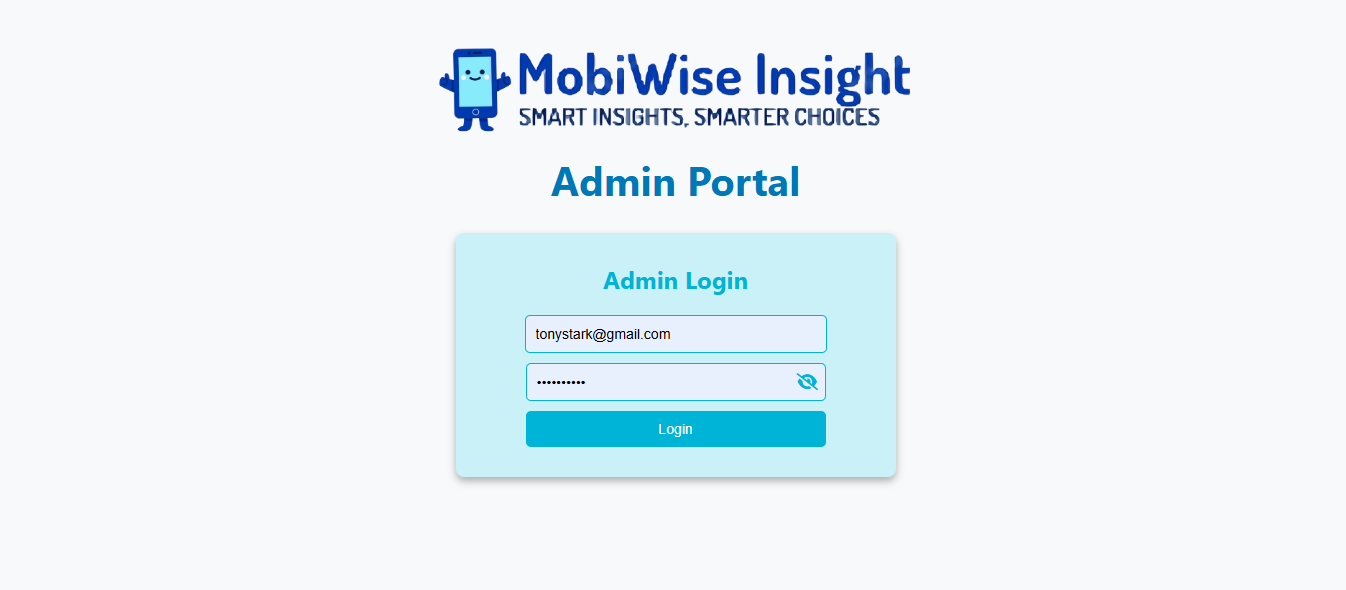 MobiWise Insight
SMART INSIGHTS, SMARTER CHOICES
Admin Portal
Admin Login
tonystark@gmail.com
••••••••••
Login